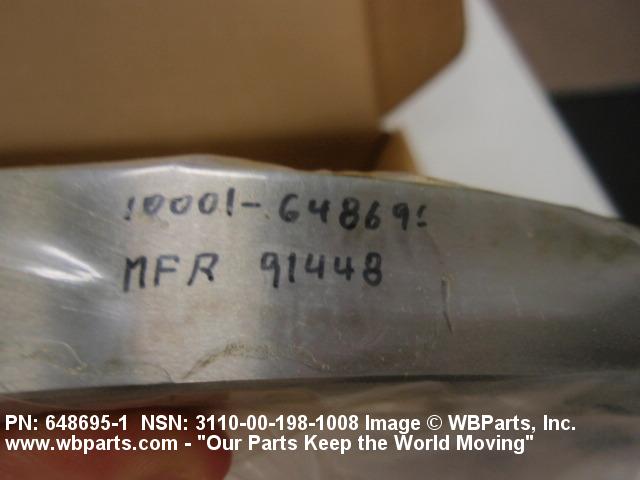 10001-64869
MFR 91448
PN: 648695-1 NSN: 3110-00-198-1008 Image © WBParts, Inc.
www.wbparts.com - "Our Parts Keep the World Moving"